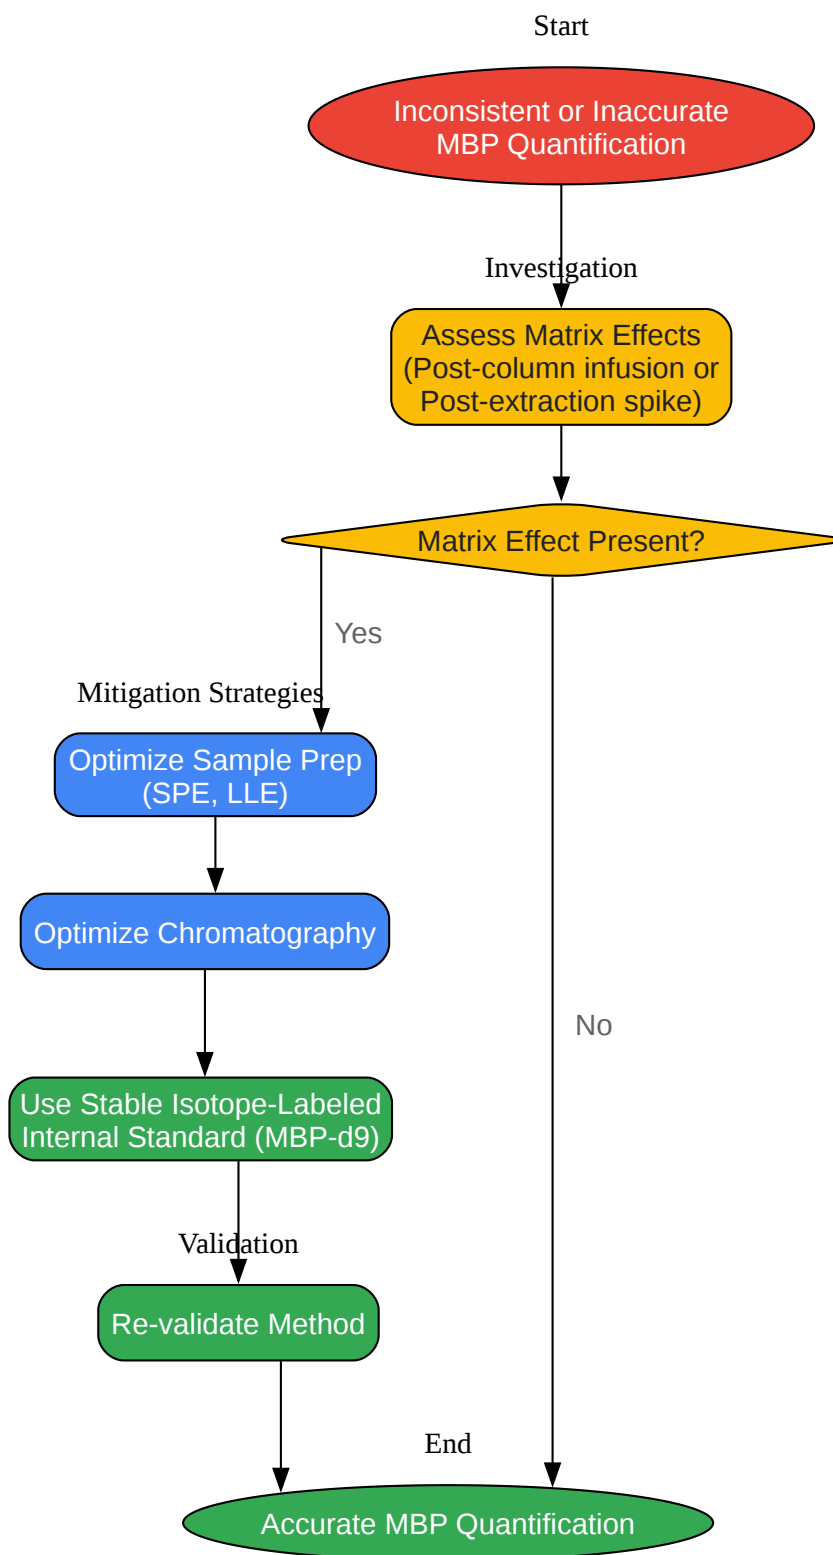 Start
Inconsistent or Inaccurate
MBP Quantification
Investigation
Assess Matrix Effects
(Post-column infusion or
Post-extraction spike)
Matrix Effect Present?
Yes
Mitigation Strategies
Optimize Sample Prep
(SPE, LLE)
Optimize Chromatography
No
Use Stable Isotope-Labeled
Internal Standard (MBP-d9)
Validation
Re-validate Method
End
Accurate MBP Quantification